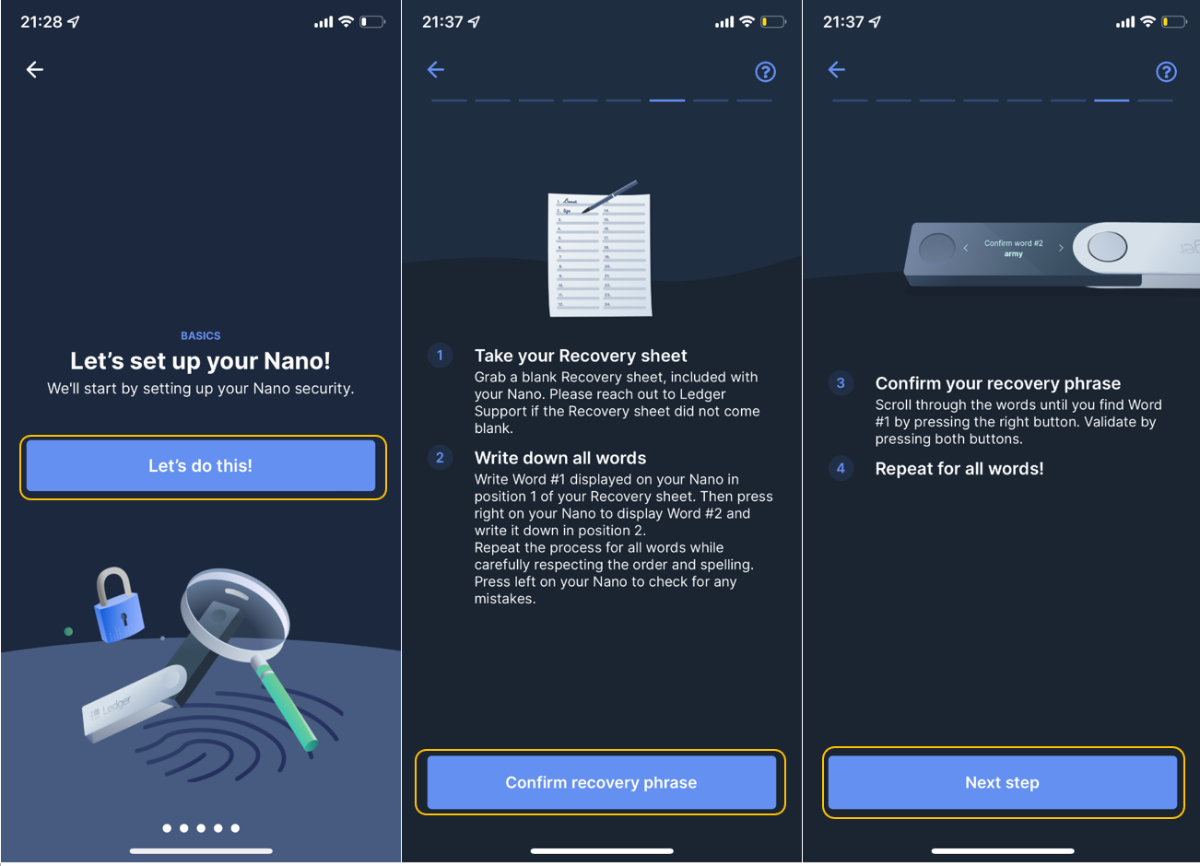 21:28
BASICS
Let's set up your Nano!
We'll start by setting up your Nano security.
Let's do this!
Ledger
21:37
1
Take your Recovery sheet
Grab a blank Recovery sheet, included with
your Nano. Please reach out to Ledger
Support if the Recovery sheet did not come
blank.
2
Write down all words
Write Word #1 displayed on your Nano in
position 1 of your Recovery sheet. Then press
right on your Nano to display Word #2 and
write it down in position 2.
Repeat the process for all words while
carefully respecting the order and spelling.
Press left on your Nano to check for any
mistakes.
Confirm recovery phrase
21:37
Confirm word #2
army
3
Confirm your recovery phrase
Scroll through the words until you find Word
#1 by pressing the right button. Validate by
pressing both buttons.
4
Repeat for all words!
Next step